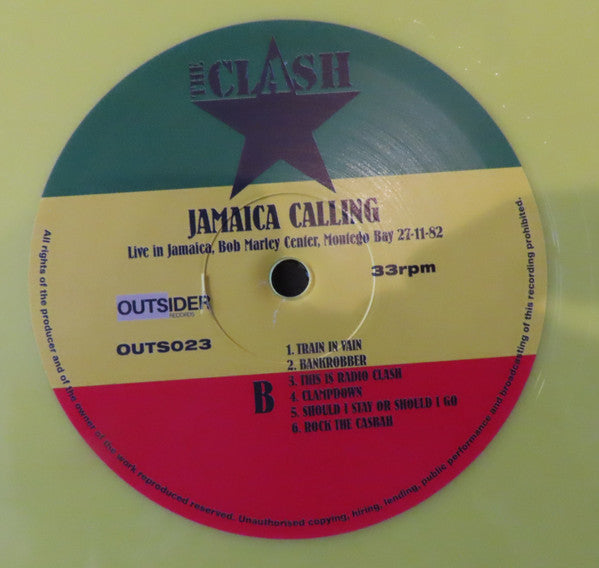 THE CLASH
JAMAICA CALLING
Live in Jamaica, Bob Marley Center, Montego Bay 27-11-82
33rpm
OUTSIDER
RECORDS
OUTS023
B
1. TRAIN IN VAIN
2. BANKROBBER
3. THIS IS RADIO CLASH
4. CLAMPDOWN
5. SHOULD I STAY OR SHOULD I GO
6. ROCK THE CASBAH
All rights of the producer and of the owner of the work reproduced reserved. Unauthorised copying, hiring, lending, public performance and broadcasting of this recording prohibited.